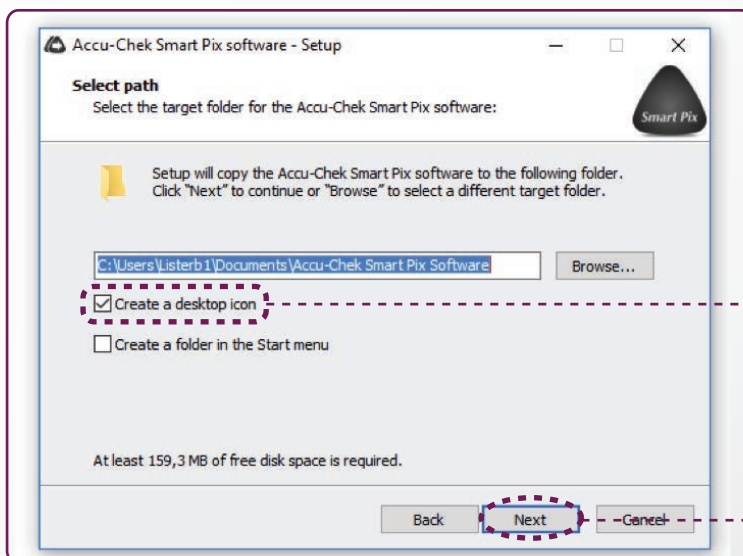 Accu-Chek Smart Pix software - Setup
Select path
Select the target folder for the Accu-Chek Smart Pix software:
Smart Pix
Setup will copy the Accu-Chek Smart Pix software to the following folder.
Click "Next" to continue or "Browse" to select a different target folder.
C:\Users\Listerb1\Documents\Accu-Chek Smart Pix Software
Browse...
Create a desktop icon
Create a folder in the Start menu
At least 159,3 MB of free disk space is required.
Back Next Cancel